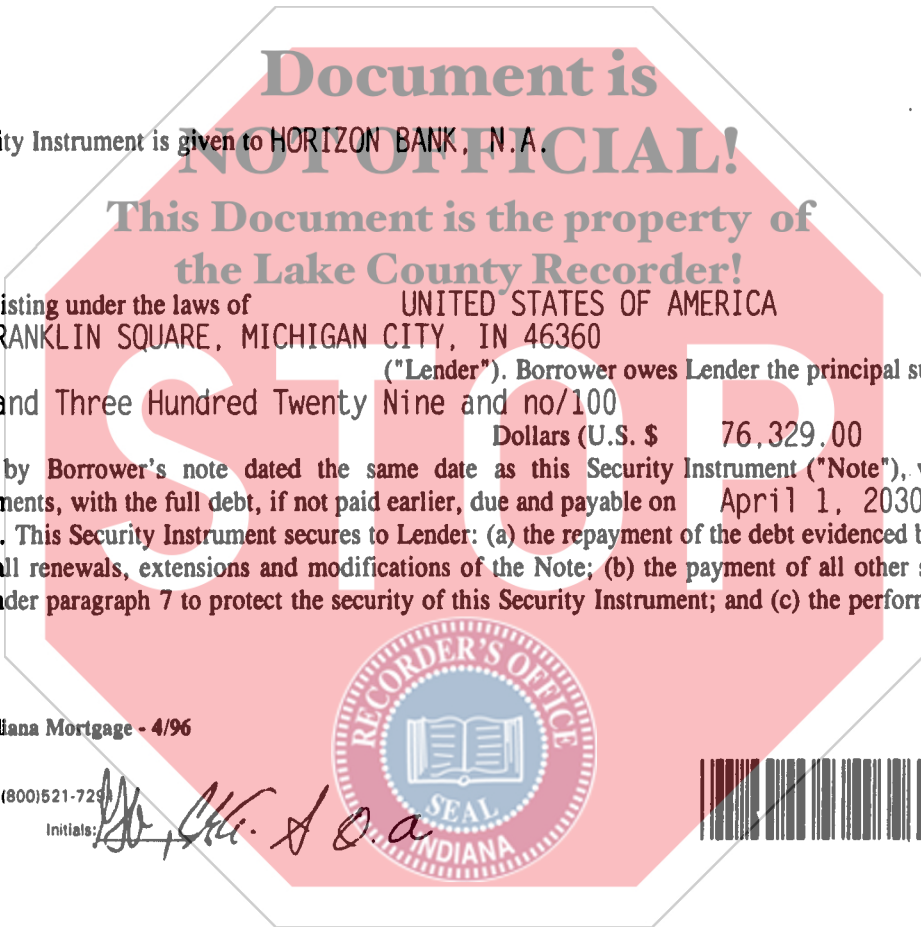 Document is
ity Instrument is given to HORIZON BANK, N.A.
NOT OFFICIAL!
This Document is the property of
the Lake County Recorder!
isting under the laws of UNITED STATES OF AMERICA
RANKLIN SQUARE, MICHIGAN CITY, IN 46360
("Lender"). Borrower owes Lender the principal su
and Three Hundred Twenty Nine and no/100
Dollars (U.S. $ 76,329.00
by Borrower's note dated the same date as this Security Instrument ("Note"),
ments, with the full debt, if not paid earlier, due and payable on April 1, 2030
. This Security Instrument secures to Lender: (a) the repayment of the debt evidenced b
all renewals, extensions and modifications of the Note; (b) the payment of all other s
der paragraph 7 to protect the security of this Security Instrument; and (c) the perform
STOP
RECORDER'S OFFICE
SEAL
INDIANA
diana Mortgage - 4/96
(800)521-729
Initials: